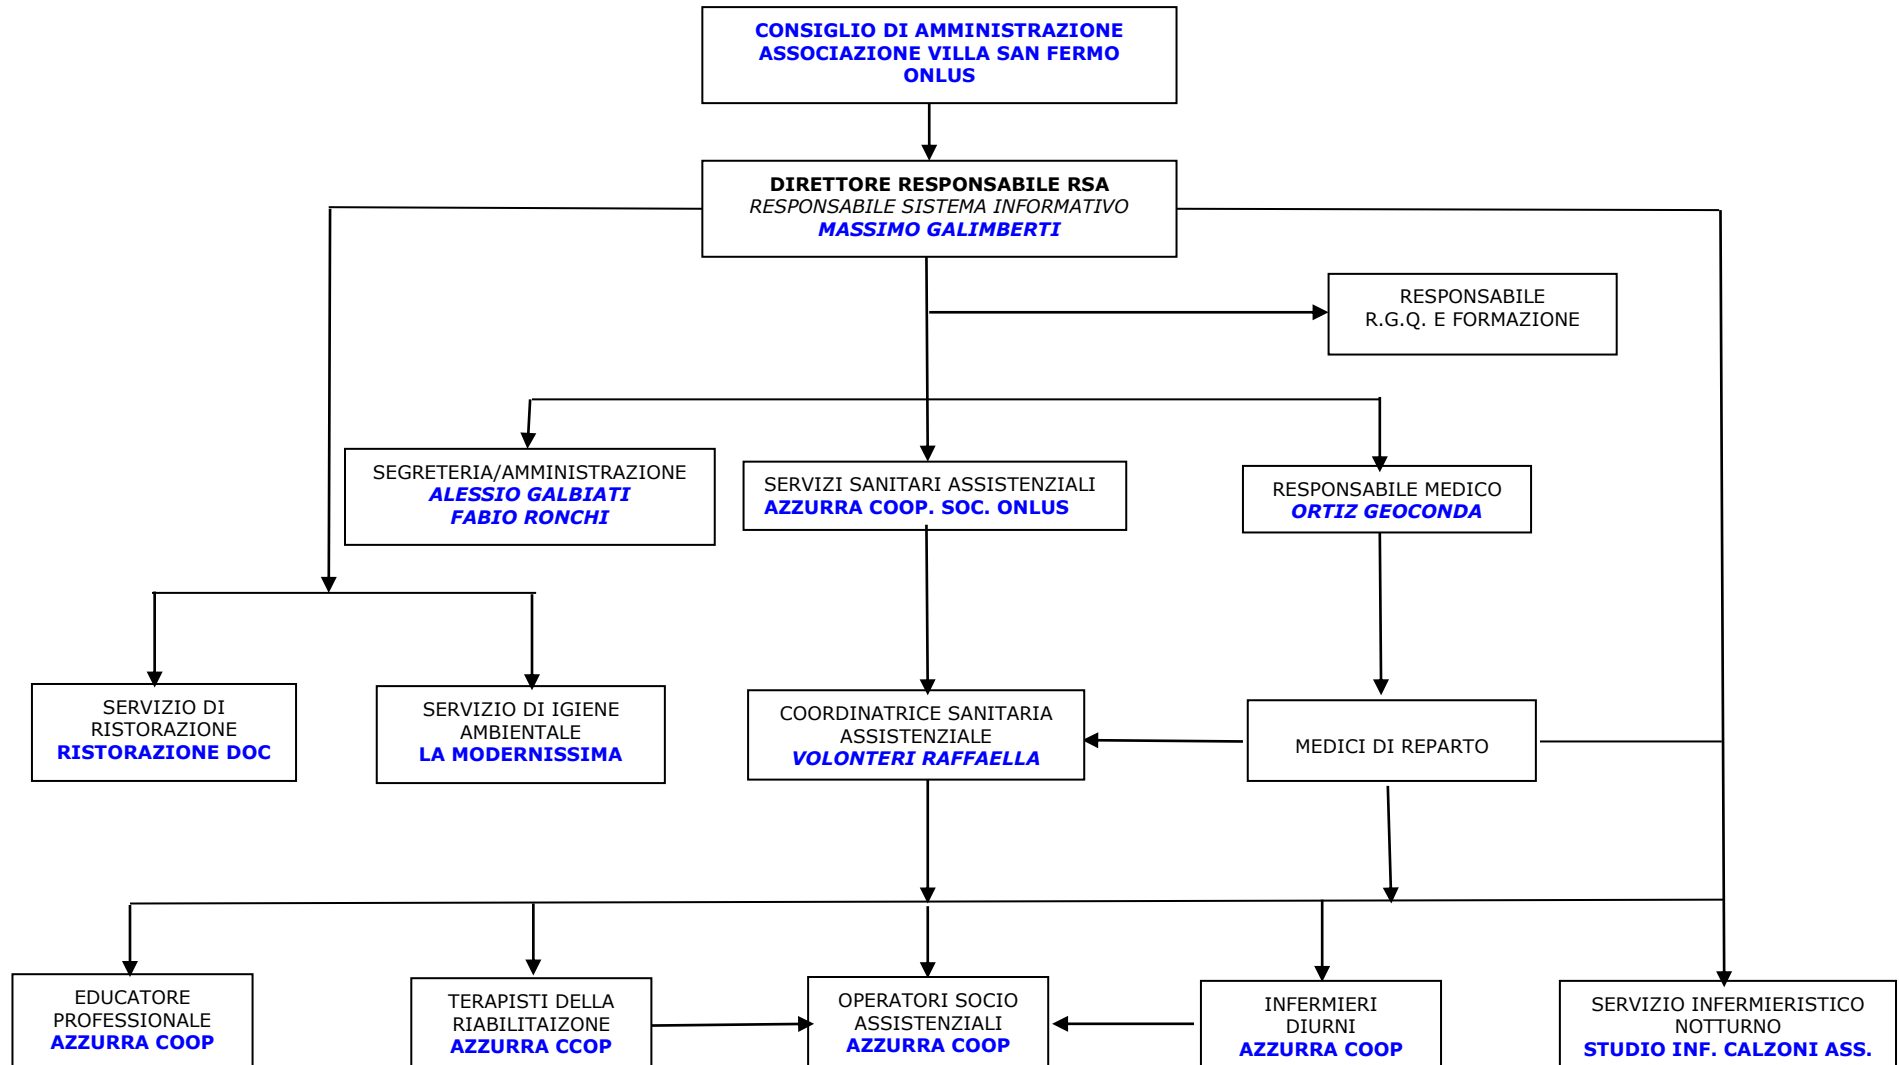 CONSIGLIO DI AMMINISTRAZIONE
ASSOCIAZIONE VILLA SAN FERMO
ONLUS
DIRETTORE RESPONSABILE RSA
RESPONSABILE SISTEMA INFORMATIVO
MASSIMO GALIMBERTI
RESPONSABILE
R.G.Q. E FORMAZIONE
SEGRETERIA/AMMINISTRAZIONE
ALESSIO GALBIATI
FABIO RONCHI
SERVIZI SANITARI ASSISTENZIALI
AZZURRA COOP. SOC. ONLUS
RESPONSABILE MEDICO
ORTIZ GEOCONDA
SERVIZIO DI
RISTORAZIONE
RISTORAZIONE DOC
SERVIZIO DI IGIENE
AMBIENTALE
LA MODERNISSIMA
COORDINATRICE SANITARIA
ASSISTENZIALE
VOLONTERI RAFFAELLA
MEDICI DI REPARTO
EDUCATORE
PROFESSIONALE
AZZURRA COOP
TERAPISTI DELLA
RIABILITAIZONE
AZZURRA CCOP
OPERATORI SOCIO
ASSISTENZIALI
AZZURRA COOP
INFERMIERI
DIURNI
AZZURRA COOP
SERVIZIO INFERMIERISTICO
NOTTURNO
STUDIO INF. CALZONI ASS.